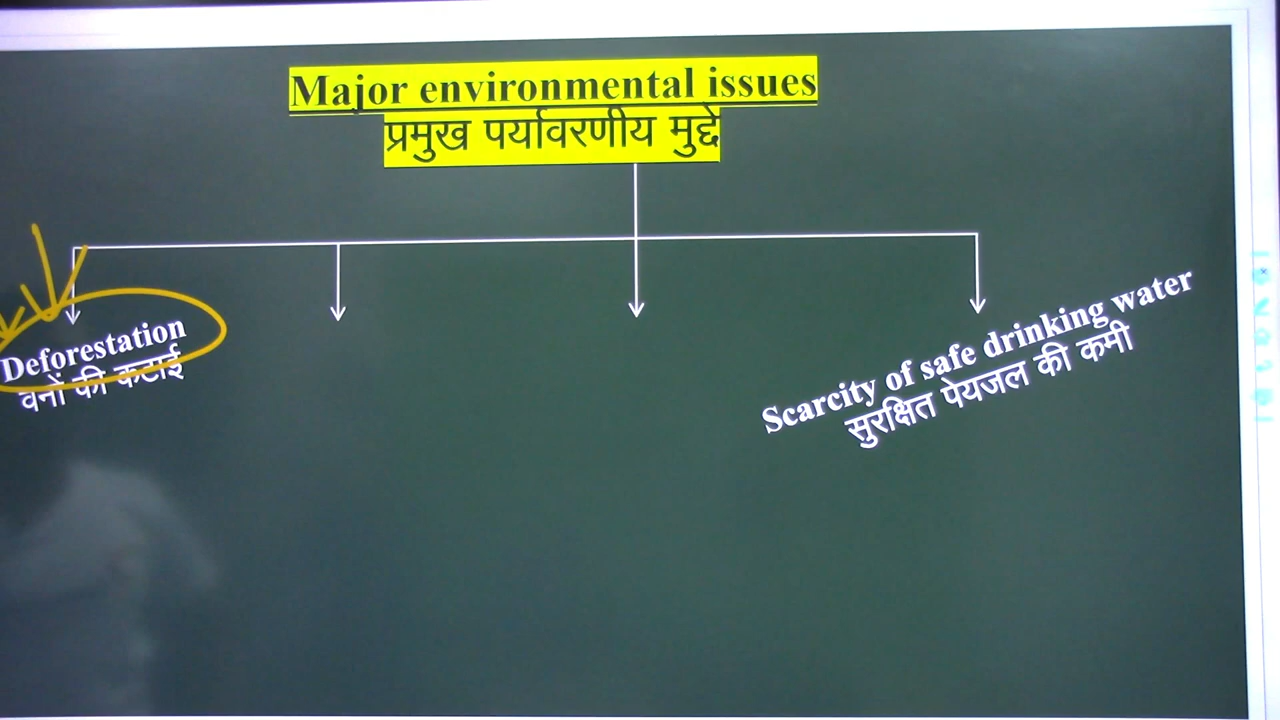 Major environmental issues
प्रमुख पर्यावरणीय मुद्दे
Deforestation
वनों की कटाई
Scarcity of safe drinking water
सुरक्षित पेयजल की कमी